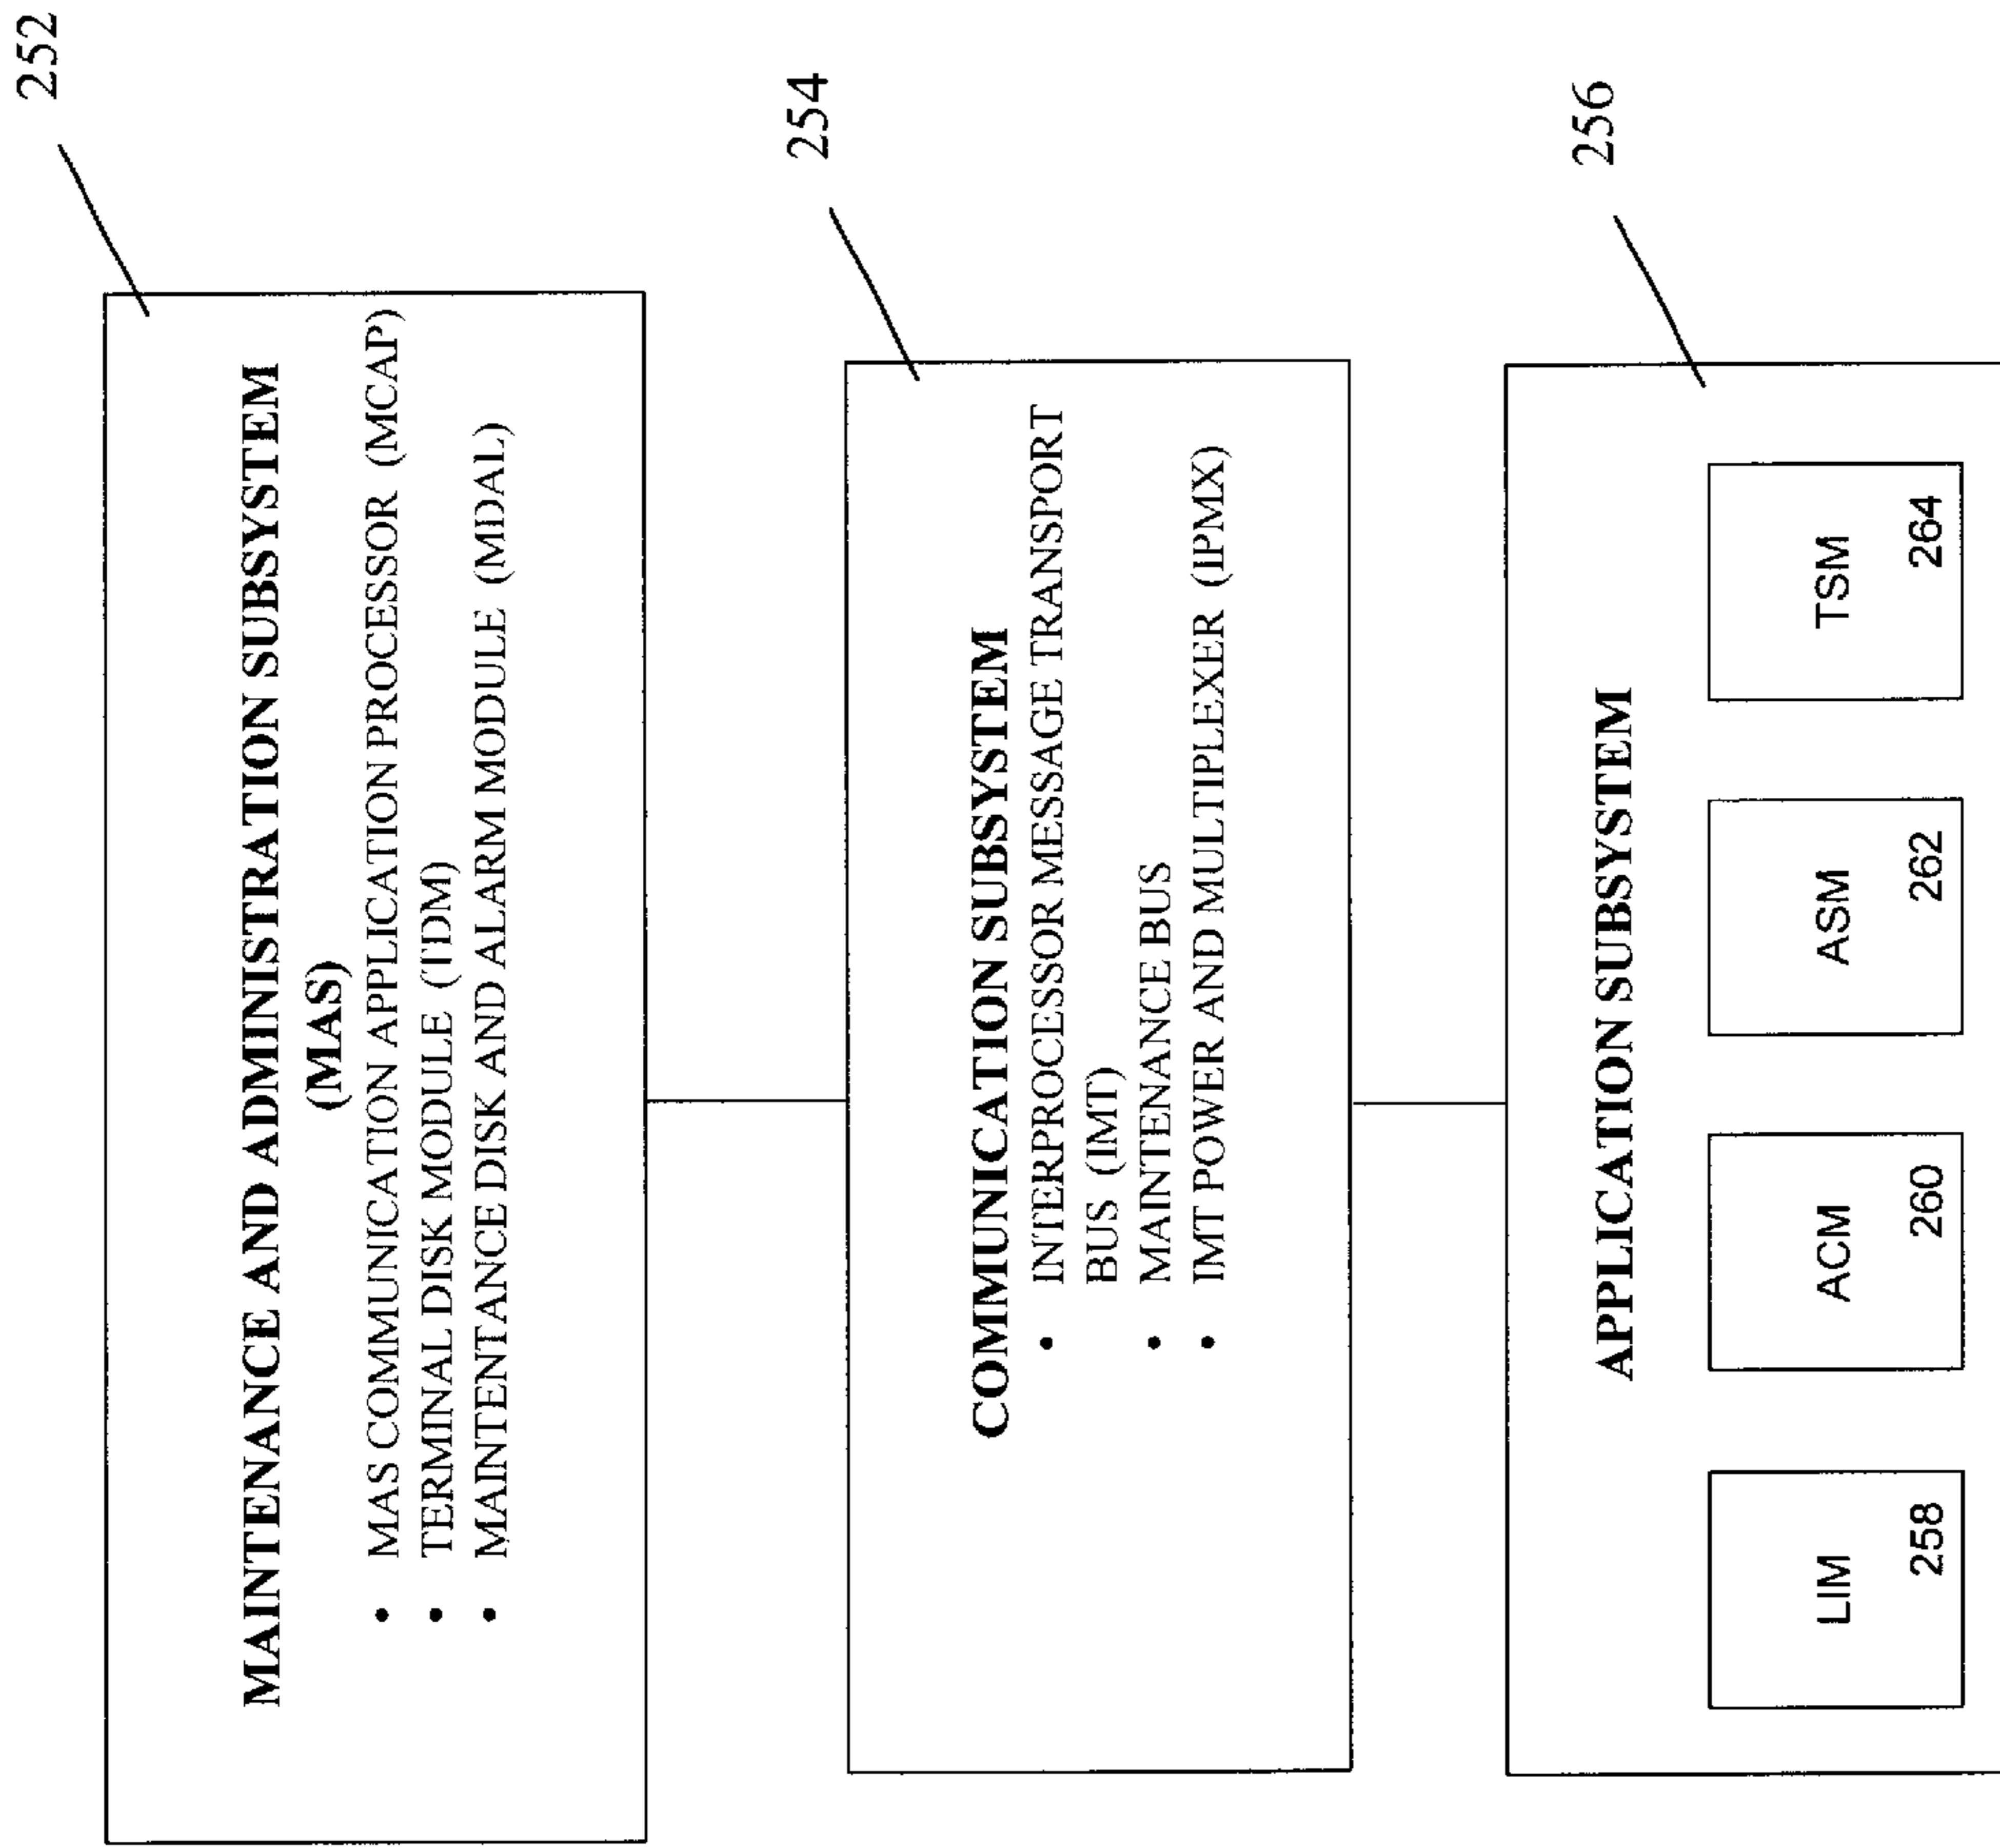 252
MAINTENANCE AND ADMINISTRATION SUBSYSTEM
(MAS)
• MAS COMMUNICATION APPLICATION PROCESSOR (MCAP)
• TERMINAL DISK MODULE (TDM)
• MAINTENTANCE DISK AND ALARM MODULE (MDAL)
254
COMMUNICATION SUBSYSTEM
• INTERPROCESSOR MESSAGE TRANSPORT
BUS (IMT)
• MAINTENANCE BUS
• IMT POWER AND MULTIPLEXER (IPMX)
256
APPLICATION SUBSYSTEM
LIM
258
ACM
260
ASM
262
TSM
264